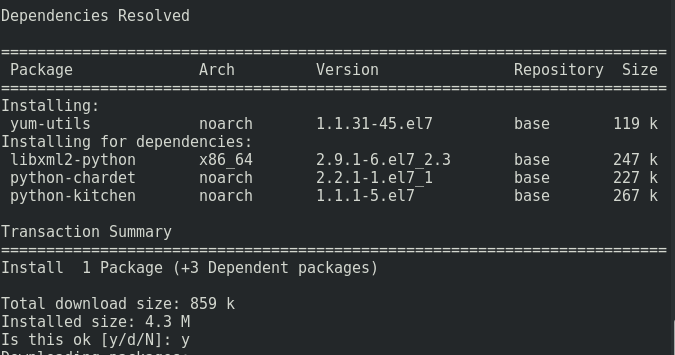 Dependencies Resolved
================================================================================
Package Arch Version Repository Size
================================================================================
Installing:
yum-utils noarch 1.1.31-45.el7 base 119 k
Installing for dependencies:
libxml2-python x86_64 2.9.1-6.el7_2.3 base 247 k
python-chardet noarch 2.2.1-1.el7_1 base 227 k
python-kitchen noarch 1.1.1-5.el7 base 267 k
Transaction Summary
================================================================================
Install 1 Package (+3 Dependent packages)
Total download size: 859 k
Installed size: 4.3 M
Is this ok [y/d/N]: y
Downloading packages: